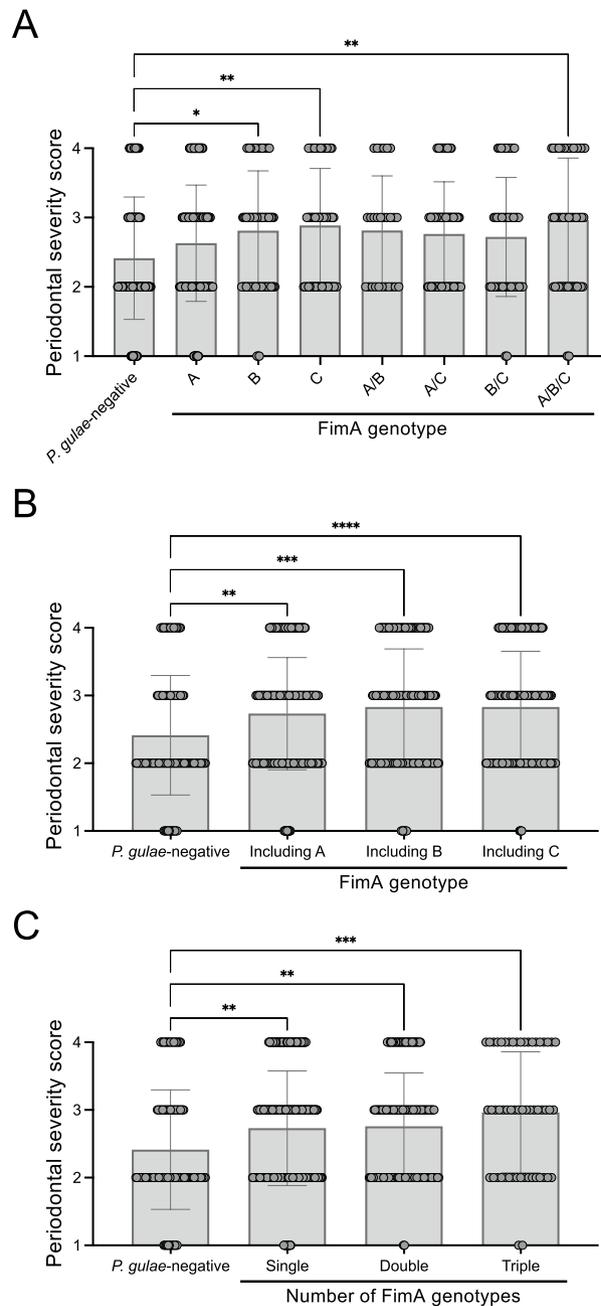 A
**
**
*
Periodontal severity score
4
3
2
1
P. gulae-negative
A
B
C
A/B
A/C
B/C
A/B/C
FimA genotype
B
****
***
**
Periodontal severity score
4
3
2
1
P. gulae-negative Including A Including B Including C
FimA genotype
C
***
**
**
Periodontal severity score
4
3
2
1
P. gulae-negative Single Double Triple
Number of FimA genotypes